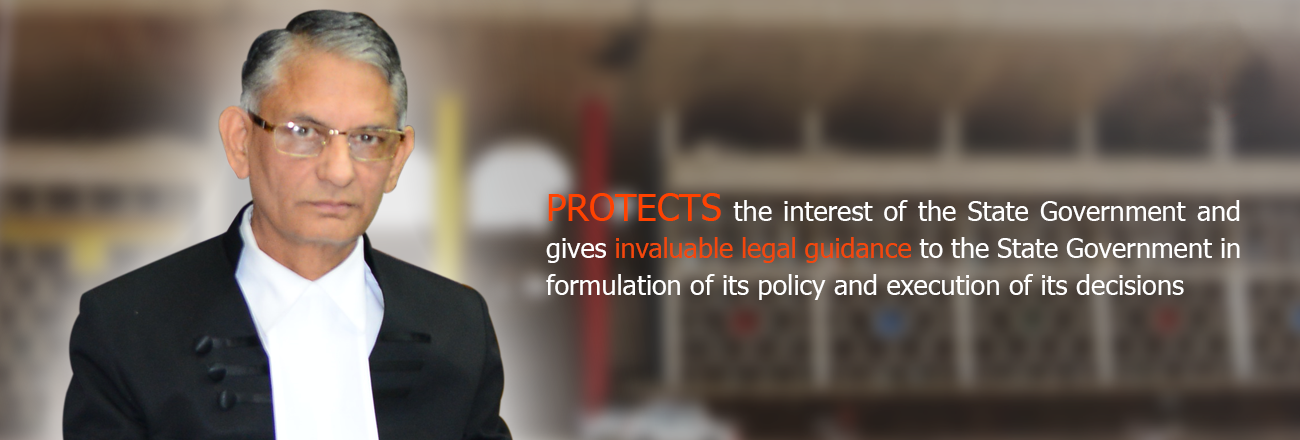 PROTECTS the interest of the State Government and
gives invaluable legal guidance to the State Government in
formulation of its policy and execution of its decisions